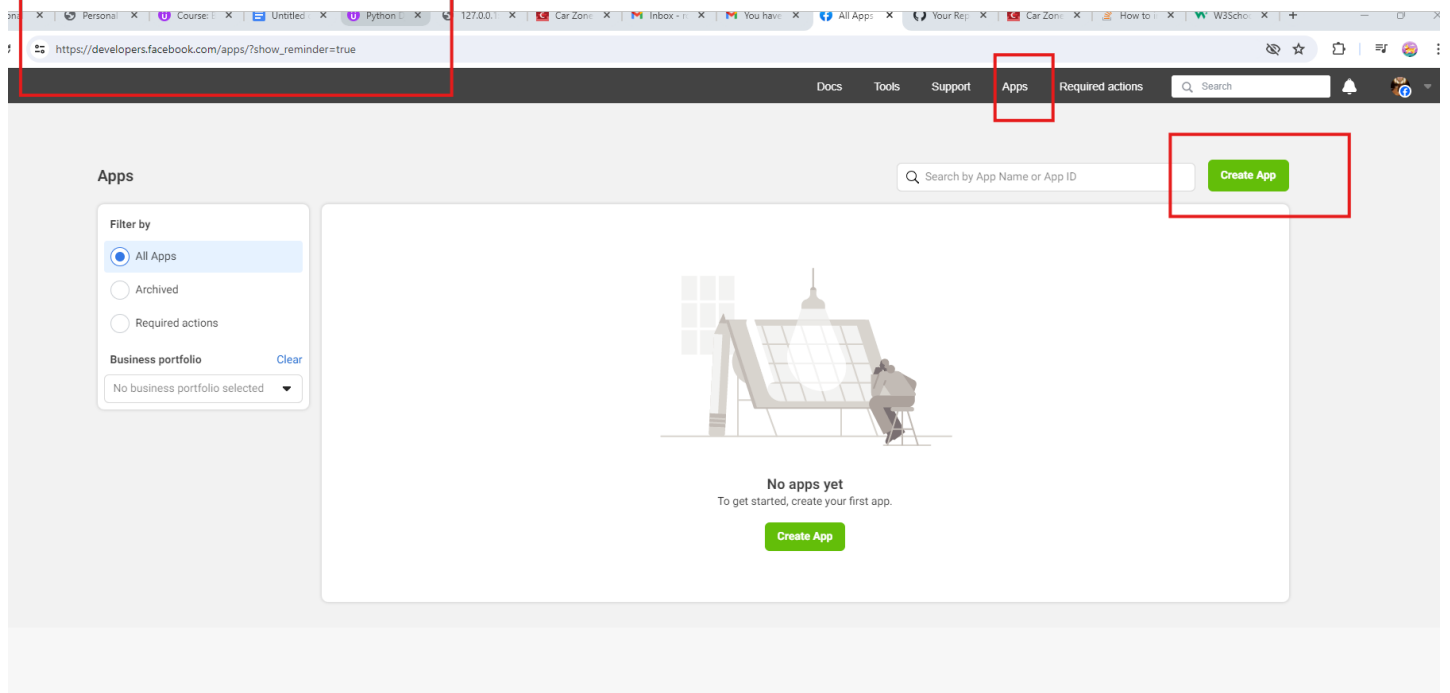 Personal Course: E Untitled Python D 127.0.0.1 Car Zone Inbox - You have All Apps Your Rep Car Zone How to i W3Schoo
https://developers.facebook.com/apps/?show_reminder=true
Docs Tools Support Apps Required actions Search
Apps
Search by App Name or App ID
Create App
Filter by
All Apps
Archived
Required actions
Business portfolio Clear
No business portfolio selected
No apps yet
To get started, create your first app.
Create App